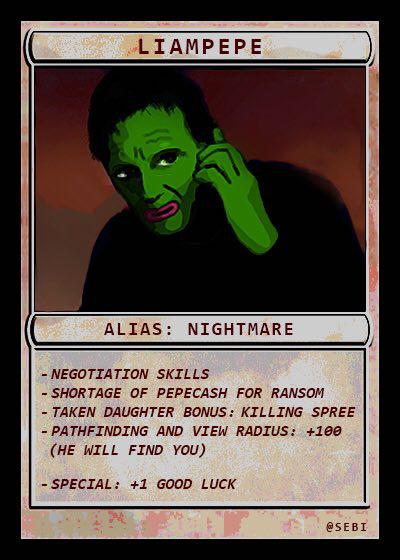 LIAMPEPE
ALIAS: NIGHTMARE
- NEGOTIATION SKILLS
- SHORTAGE OF PEPECASH FOR RANSOM
- TAKEN DAUGHTER BONUS: KILLING SPREE
- PATHFINDING AND VIEW RADIUS: +100
(HE WILL FIND YOU)
- SPECIAL: +1 GOOD LUCK
@SEBI